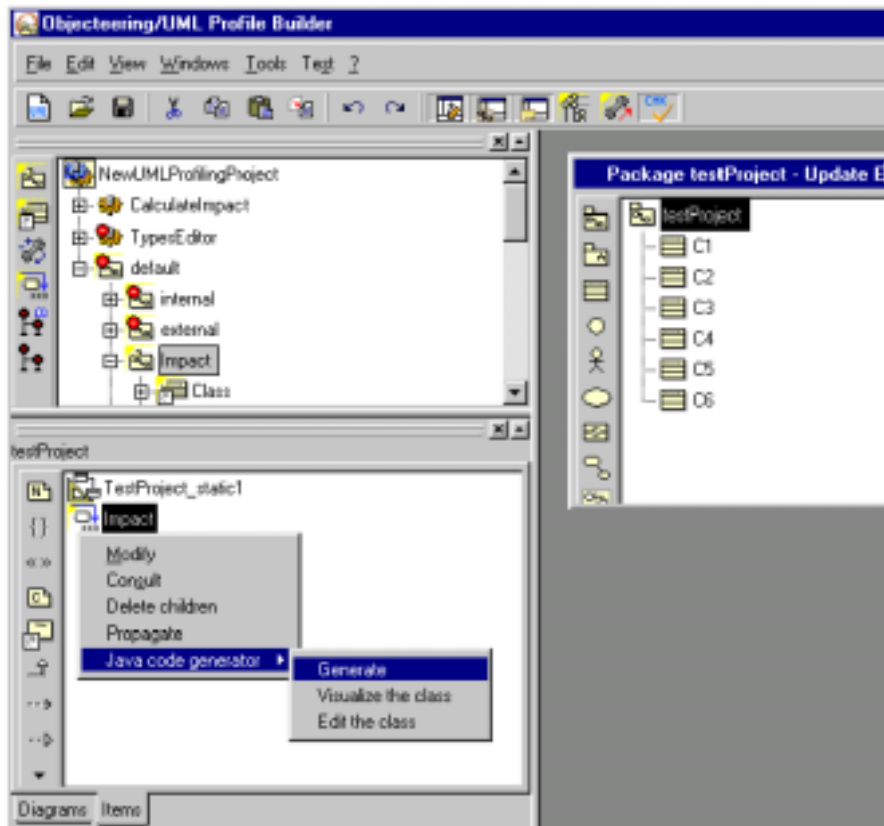 Objecteering/UML Profile Builder
File Edit View Windows Tools Test ?
NewUMLProfilingProject
CalculateImpact
TypesEditor
default
internal
external
Impact
Class
Package testProject - Update E
testProject
C1
C2
C3
C4
C5
C6
testProject
TestProject_static1
Impact
Modify
Consult
Delete children
Propagate
Java code generator
Generate
Visualize the class
Edit the class
Diagrams Items